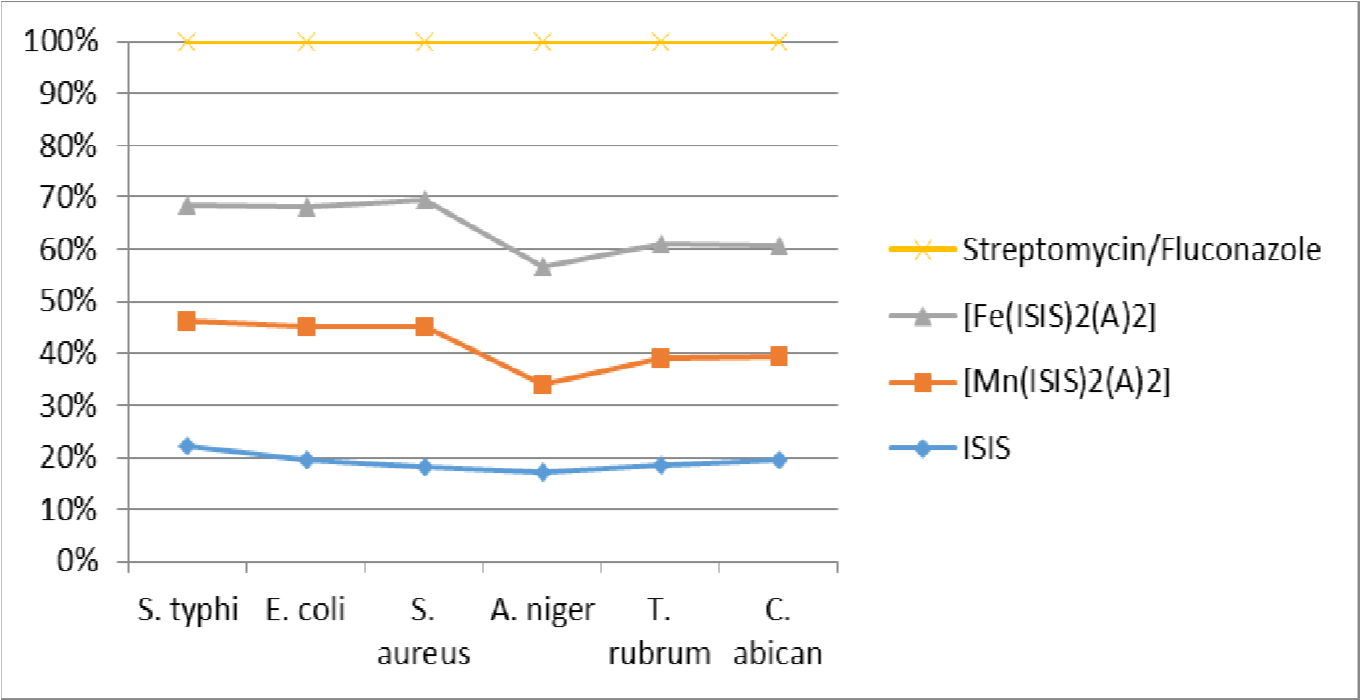 100%
90%
80%
70%
60%
50%
40%
30%
20%
10%
0%
S. typhi E. coli S. aureus A. niger T. rubrum C. abican
Streptomycin/Fluconazole
[Fe(ISIS)2(A)2]
[Mn(ISIS)2(A)2]
ISIS